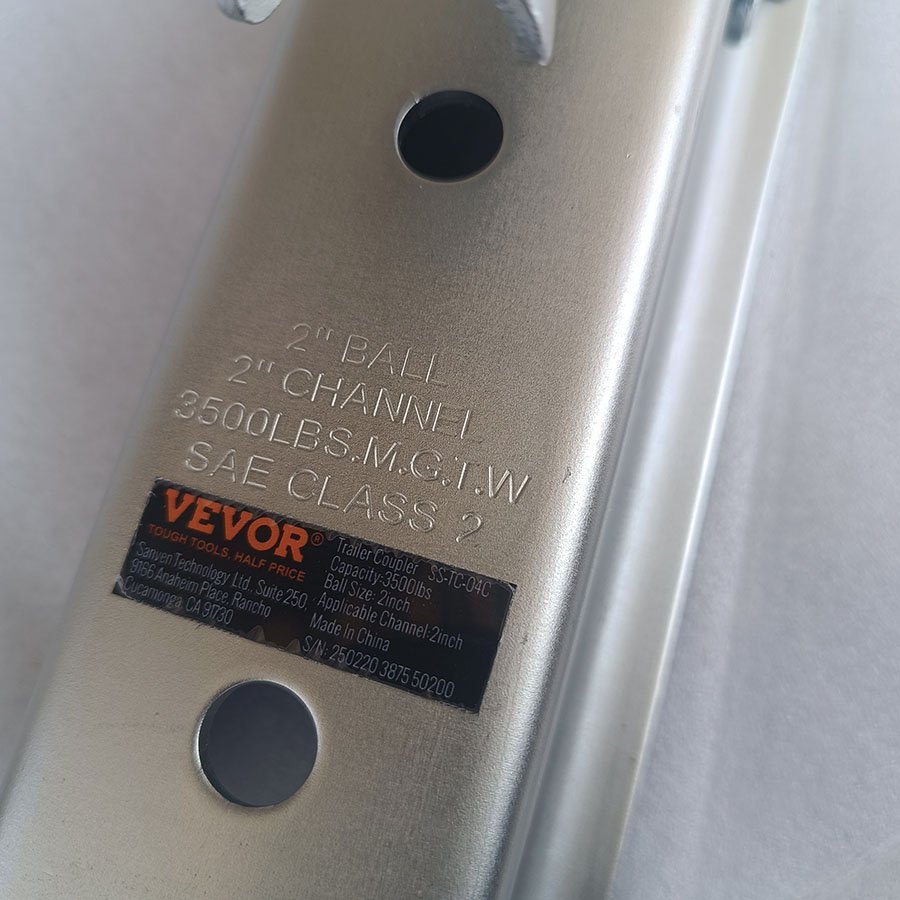 2" BALL
2" CHANNEL
3500LBS.M.G.T.W
SAE CLASS 2
VEVOR®
TOUGH TOOLS, HALF PRICE
Sanven Technology Ltd. Suite 250
9166 Anaheim Place, Rancho
Cucamonga CA 91730
Trailer Coupler SS-TC-04C
Capacity:3500lbs
Ball Size: 2inch
Applicable Channel:2inch
Made In China
S/N: 250220 3875 50200